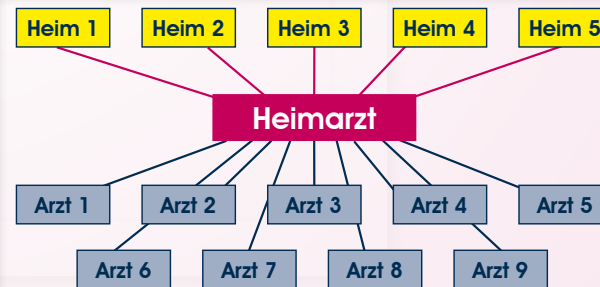 Heim 1
Heim 2
Heim 3
Heim 4
Heim 5
Heimarzt
Arzt 1
Arzt 2
Arzt 3
Arzt 4
Arzt 5
Arzt 6
Arzt 7
Arzt 8
Arzt 9